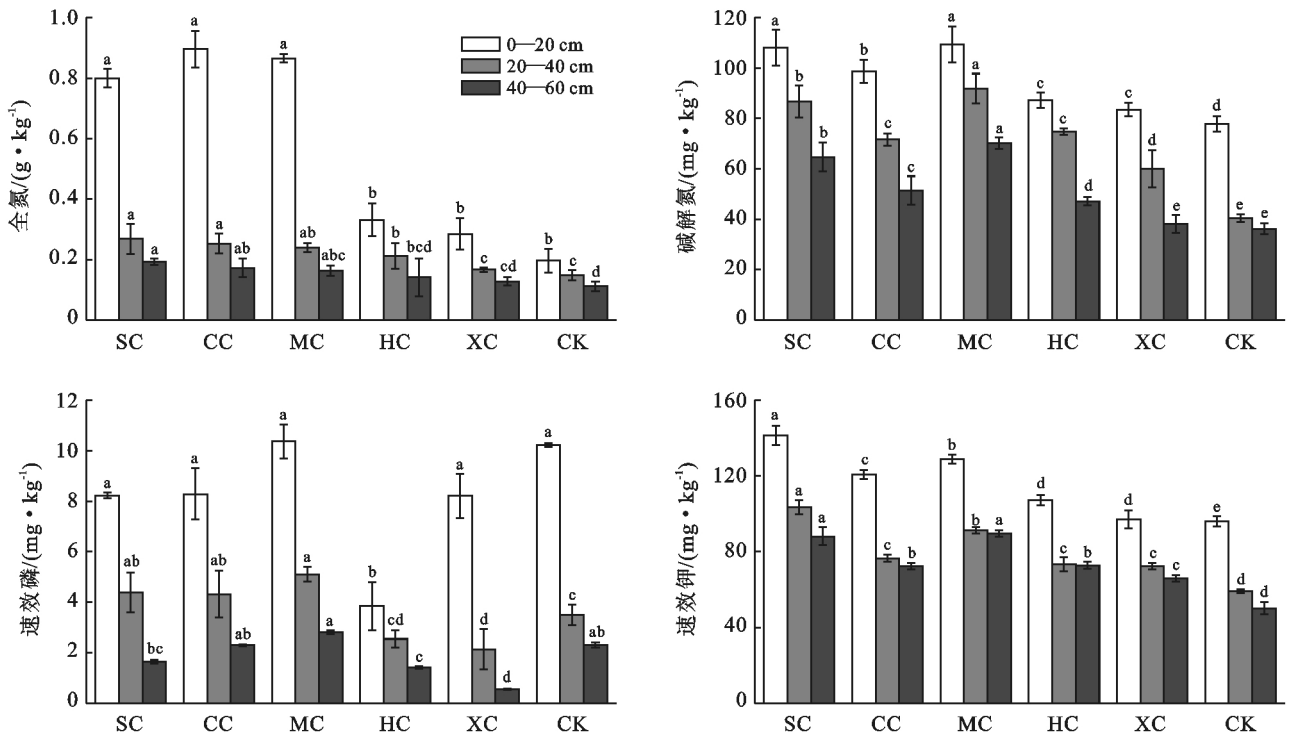 全氮/(g·kg⁻¹)
1.0
0.8
0.6
0.4
0.2
0
0—20 cm
20—40 cm
40—60 cm
a a a
a a ab b c c
a ab abc bcd cd d
b b b
SC CC MC HC XC CK
碱解氮/(mg·kg⁻¹)
120
100
80
60
40
20
0
a b a c c d
b c a c d e
b c a d e e
SC CC MC HC XC CK
速效磷/(mg·kg⁻¹)
12
10
8
6
4
2
0
a a a b a a
ab ab a cd d c
bc ab a c d ab
SC CC MC HC XC CK
速效钾/(mg·kg⁻¹)
160
120
80
40
0
a c b d d e
a c b c c d
a b a b c d
SC CC MC HC XC CK